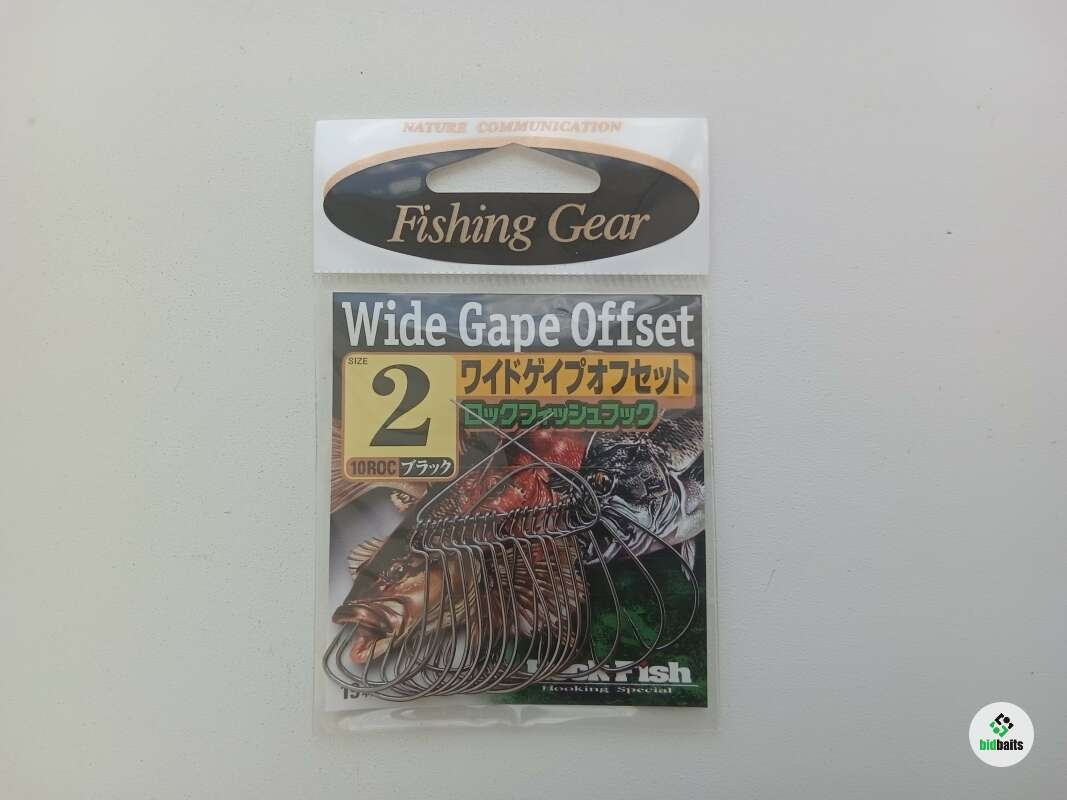 NATURE COMMUNICATION
Fishing Gear
Wide Gape Offset
SIZE
2
ワイドゲイプオフセット
ロックフィッシュフック
10ROC ブラック
Fish
Hooking Special
bidbaits